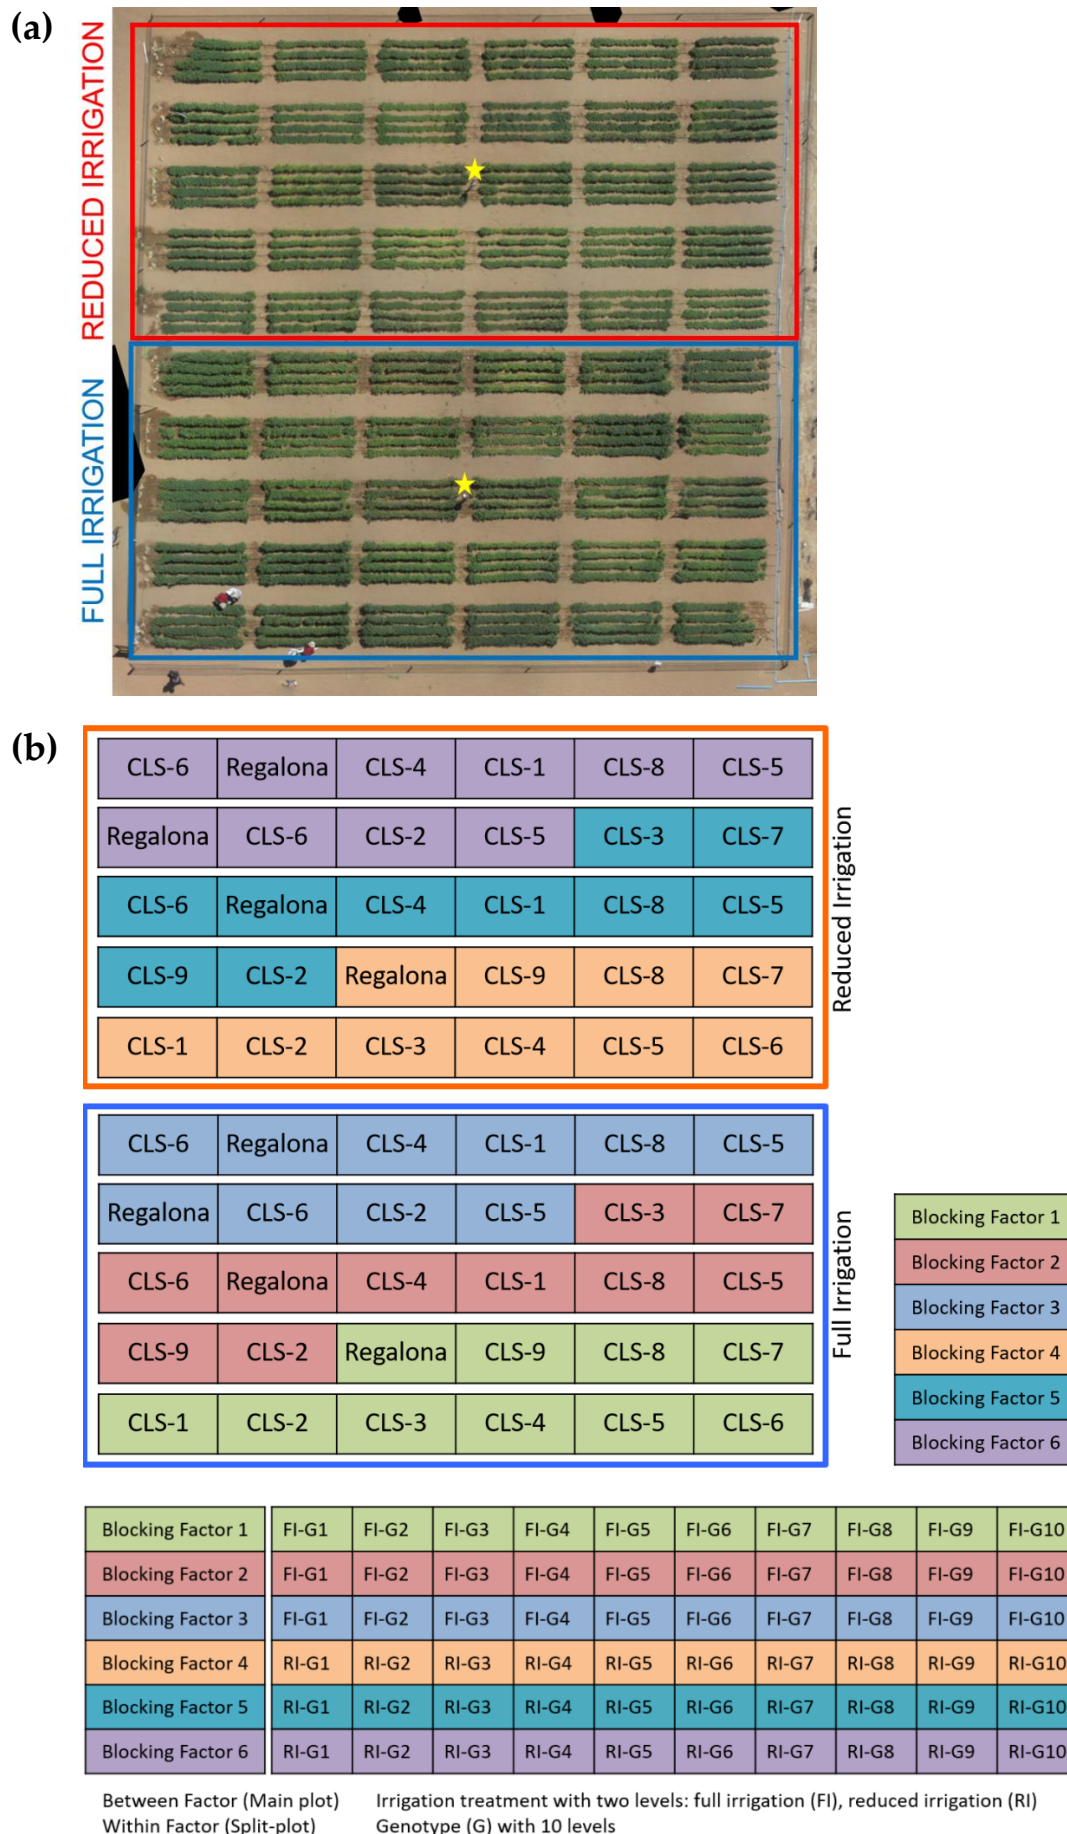 (a)
REDUCED IRRIGATION
FULL IRRIGATION
(b)
CLS-6 Regalona CLS-4 CLS-1 CLS-8 CLS-5
Regalona CLS-6 CLS-2 CLS-5 CLS-3 CLS-7
CLS-6 Regalona CLS-4 CLS-1 CLS-8 CLS-5
CLS-9 CLS-2 Regalona CLS-9 CLS-8 CLS-7
CLS-1 CLS-2 CLS-3 CLS-4 CLS-5 CLS-6
Reduced Irrigation
CLS-6 Regalona CLS-4 CLS-1 CLS-8 CLS-5
Regalona CLS-6 CLS-2 CLS-5 CLS-3 CLS-7
CLS-6 Regalona CLS-4 CLS-1 CLS-8 CLS-5
CLS-9 CLS-2 Regalona CLS-9 CLS-8 CLS-7
CLS-1 CLS-2 CLS-3 CLS-4 CLS-5 CLS-6
Full Irrigation
Blocking Factor 1
Blocking Factor 2
Blocking Factor 3
Blocking Factor 4
Blocking Factor 5
Blocking Factor 6
Blocking Factor 1 FI-G1 FI-G2 FI-G3 FI-G4 FI-G5 FI-G6 FI-G7 FI-G8 FI-G9 FI-G10
Blocking Factor 2 FI-G1 FI-G2 FI-G3 FI-G4 FI-G5 FI-G6 FI-G7 FI-G8 FI-G9 FI-G10
Blocking Factor 3 FI-G1 FI-G2 FI-G3 FI-G4 FI-G5 FI-G6 FI-G7 FI-G8 FI-G9 FI-G10
Blocking Factor 4 RI-G1 RI-G2 RI-G3 RI-G4 RI-G5 RI-G6 RI-G7 RI-G8 RI-G9 RI-G10
Blocking Factor 5 RI-G1 RI-G2 RI-G3 RI-G4 RI-G5 RI-G6 RI-G7 RI-G8 RI-G9 RI-G10
Blocking Factor 6 RI-G1 RI-G2 RI-G3 RI-G4 RI-G5 RI-G6 RI-G7 RI-G8 RI-G9 RI-G10
Between Factor (Main plot) Irrigation treatment with two levels: full irrigation (FI), reduced irrigation (RI)
Within Factor (Split-plot) Genotype (G) with 10 levels